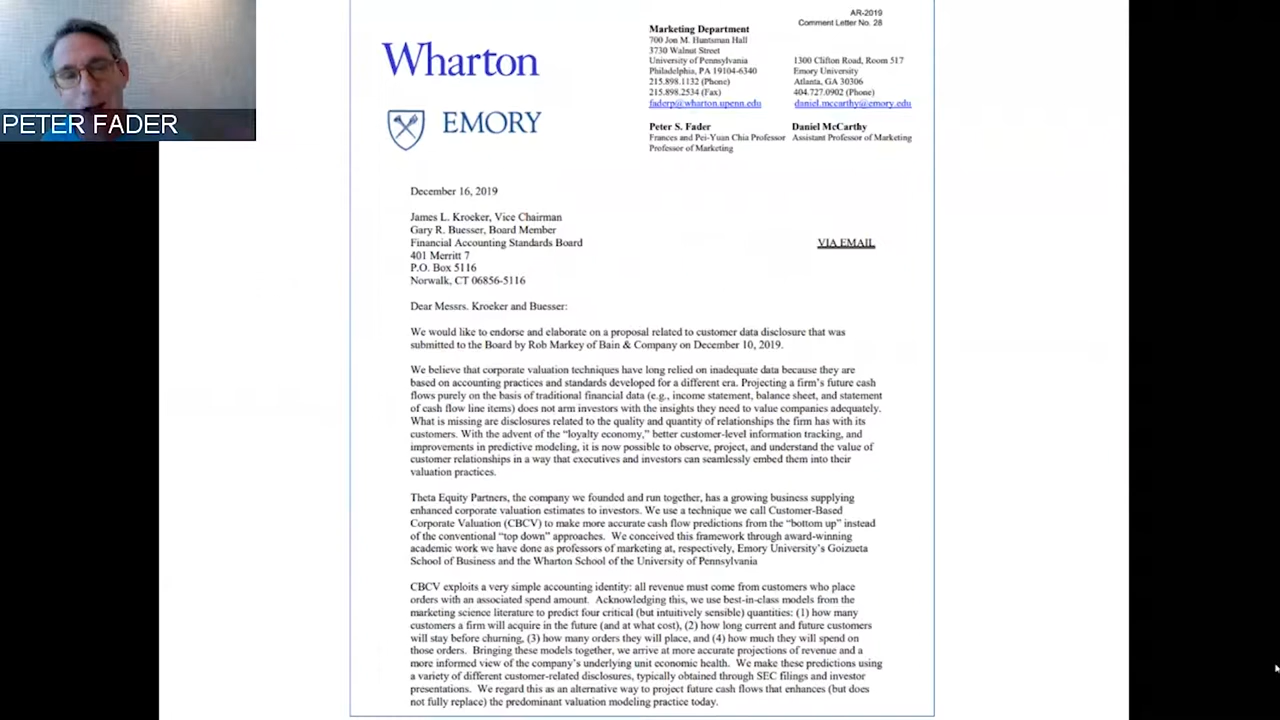 PETER FADER
AR-2019
Comment Letter No. 28
Wharton
EMORY
Marketing Department
700 Jon M. Huntsman Hall
3730 Walnut Street
University of Pennsylvania
Philadelphia, PA 19104-6340
215.898.1132 (Phone)
215.898.2534 (Fax)
faderp@wharton.upenn.edu
1300 Clifton Road, Room 517
Emory University
Atlanta, GA 30306
404.727.0902 (Phone)
daniel.mccarthy@emory.edu
Peter S. Fader
Frances and Pei-Yuan Chia Professor
Professor of Marketing
Daniel McCarthy
Assistant Professor of Marketing
December 16, 2019
James L. Kroeker, Vice Chairman
Gary R. Buesser, Board Member
Financial Accounting Standards Board
401 Merritt 7
P.O. Box 5116
Norwalk, CT 06856-5116
VIA EMAIL
Dear Messrs. Kroeker and Buesser:
We would like to endorse and elaborate on a proposal related to customer data disclosure that was
submitted to the Board by Rob Markey of Bain & Company on December 10, 2019.
We believe that corporate valuation techniques have long relied on inadequate data because they are
based on accounting practices and standards developed for a different era. Projecting a firm's future cash
flows purely on the basis of traditional financial data (e.g., income statement, balance sheet, and statement
of cash flow line items) does not arm investors with the insights they need to value companies adequately.
What is missing are disclosures related to the quality and quantity of relationships the firm has with its
customers. With the advent of the “loyalty economy,” better customer-level information tracking, and
improvements in predictive modeling, it is now possible to observe, project, and understand the value of
customer relationships in a way that executives and investors can seamlessly embed them into their
valuation practices.
Theta Equity Partners, the company we founded and run together, has a growing business supplying
enhanced corporate valuation estimates to investors. We use a technique we call Customer-Based
Corporate Valuation (CBCV) to make more accurate cash flow predictions from the “bottom up” instead
of the conventional “top down” approaches. We conceived this framework through award-winning
academic work we have done as professors of marketing at, respectively, Emory University's Goizueta
School of Business and the Wharton School of the University of Pennsylvania
CBCV exploits a very simple accounting identity: all revenue must come from customers who place
orders with an associated spend amount. Acknowledging this, we use best-in-class models from the
marketing science literature to predict four critical (but intuitively sensible) quantities: (1) how many
customers a firm will acquire in the future (and at what cost), (2) how long current and future customers
will stay before churning, (3) how many orders they will place, and (4) how much they will spend on
those orders. Bringing these models together, we arrive at more accurate projections of revenue and a
more informed view of the company's underlying unit economic health. We make these predictions using
a variety of different customer-related disclosures, typically obtained through SEC filings and investor
presentations. We regard this as an alternative way to project future cash flows that enhances (but does
not fully replace) the predominant valuation modeling practice today.